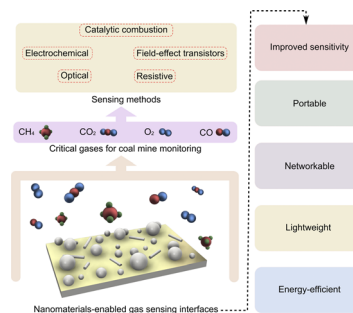 Catalytic combustion
Electrochemical
Field-effect transistors
Optical
Resistive
Sensing methods
CH₄ CO₂ O₂ CO
Critical gases for coal mine monitoring
Nanomaterials-enabled gas sensing interfaces
Improved sensitivity
Portable
Networkable
Lightweight
Energy-efficient